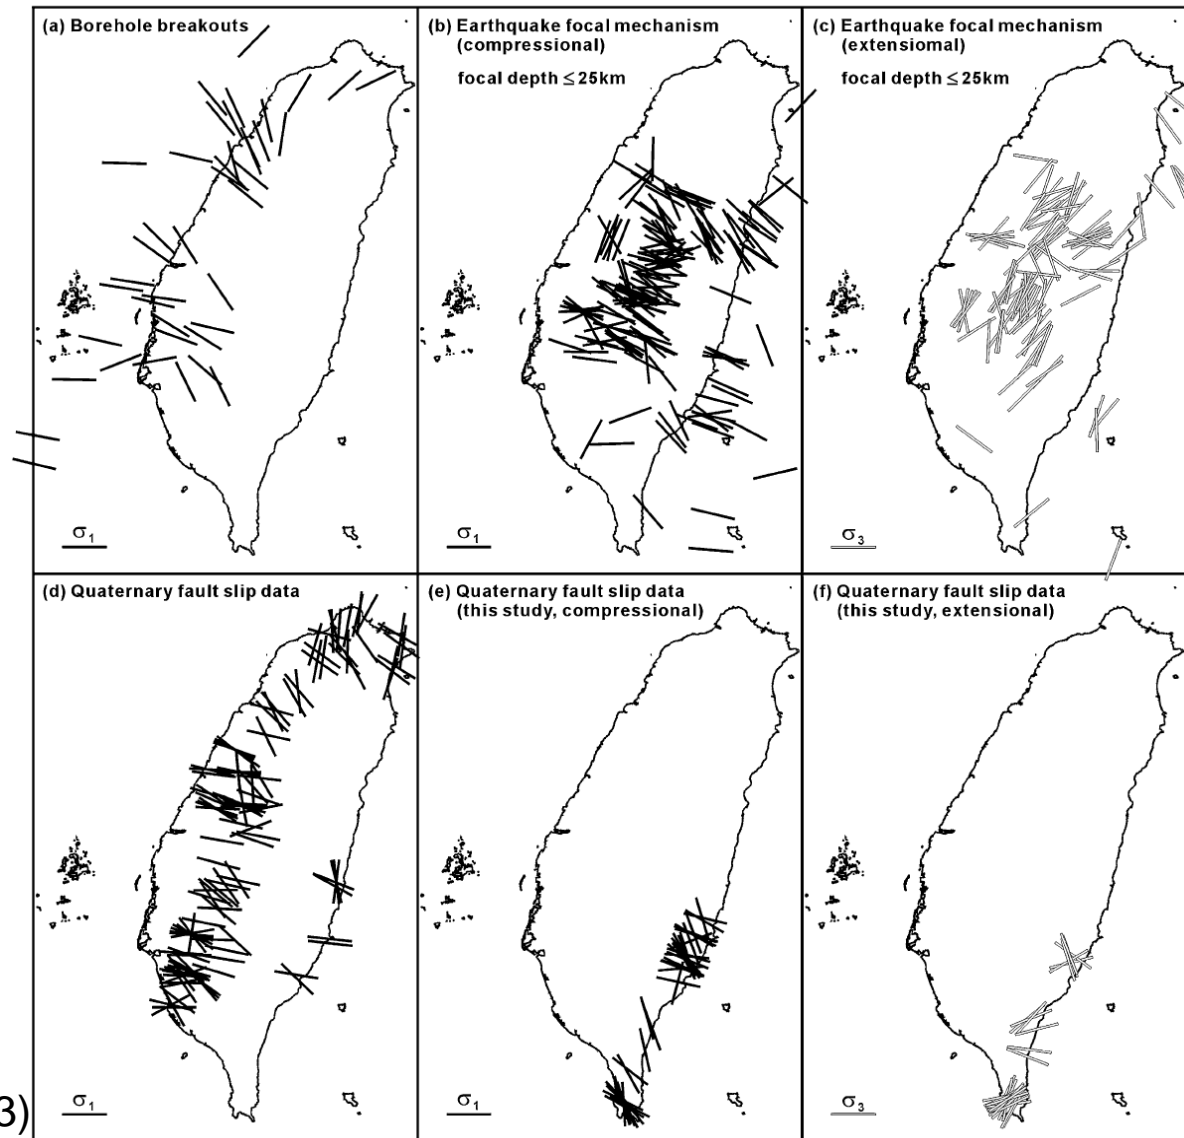 (a) Borehole breakouts
σ1
(b) Earthquake focal mechanism
(compressional)
focal depth ≤ 25km
σ1
(c) Earthquake focal mechanism
(extensiomal)
focal depth ≤ 25km
σ3
(d) Quaternary fault slip data
σ1
(e) Quaternary fault slip data
(this study, compressional)
σ1
(f) Quaternary fault slip data
(this study, extensional)
σ3
3)